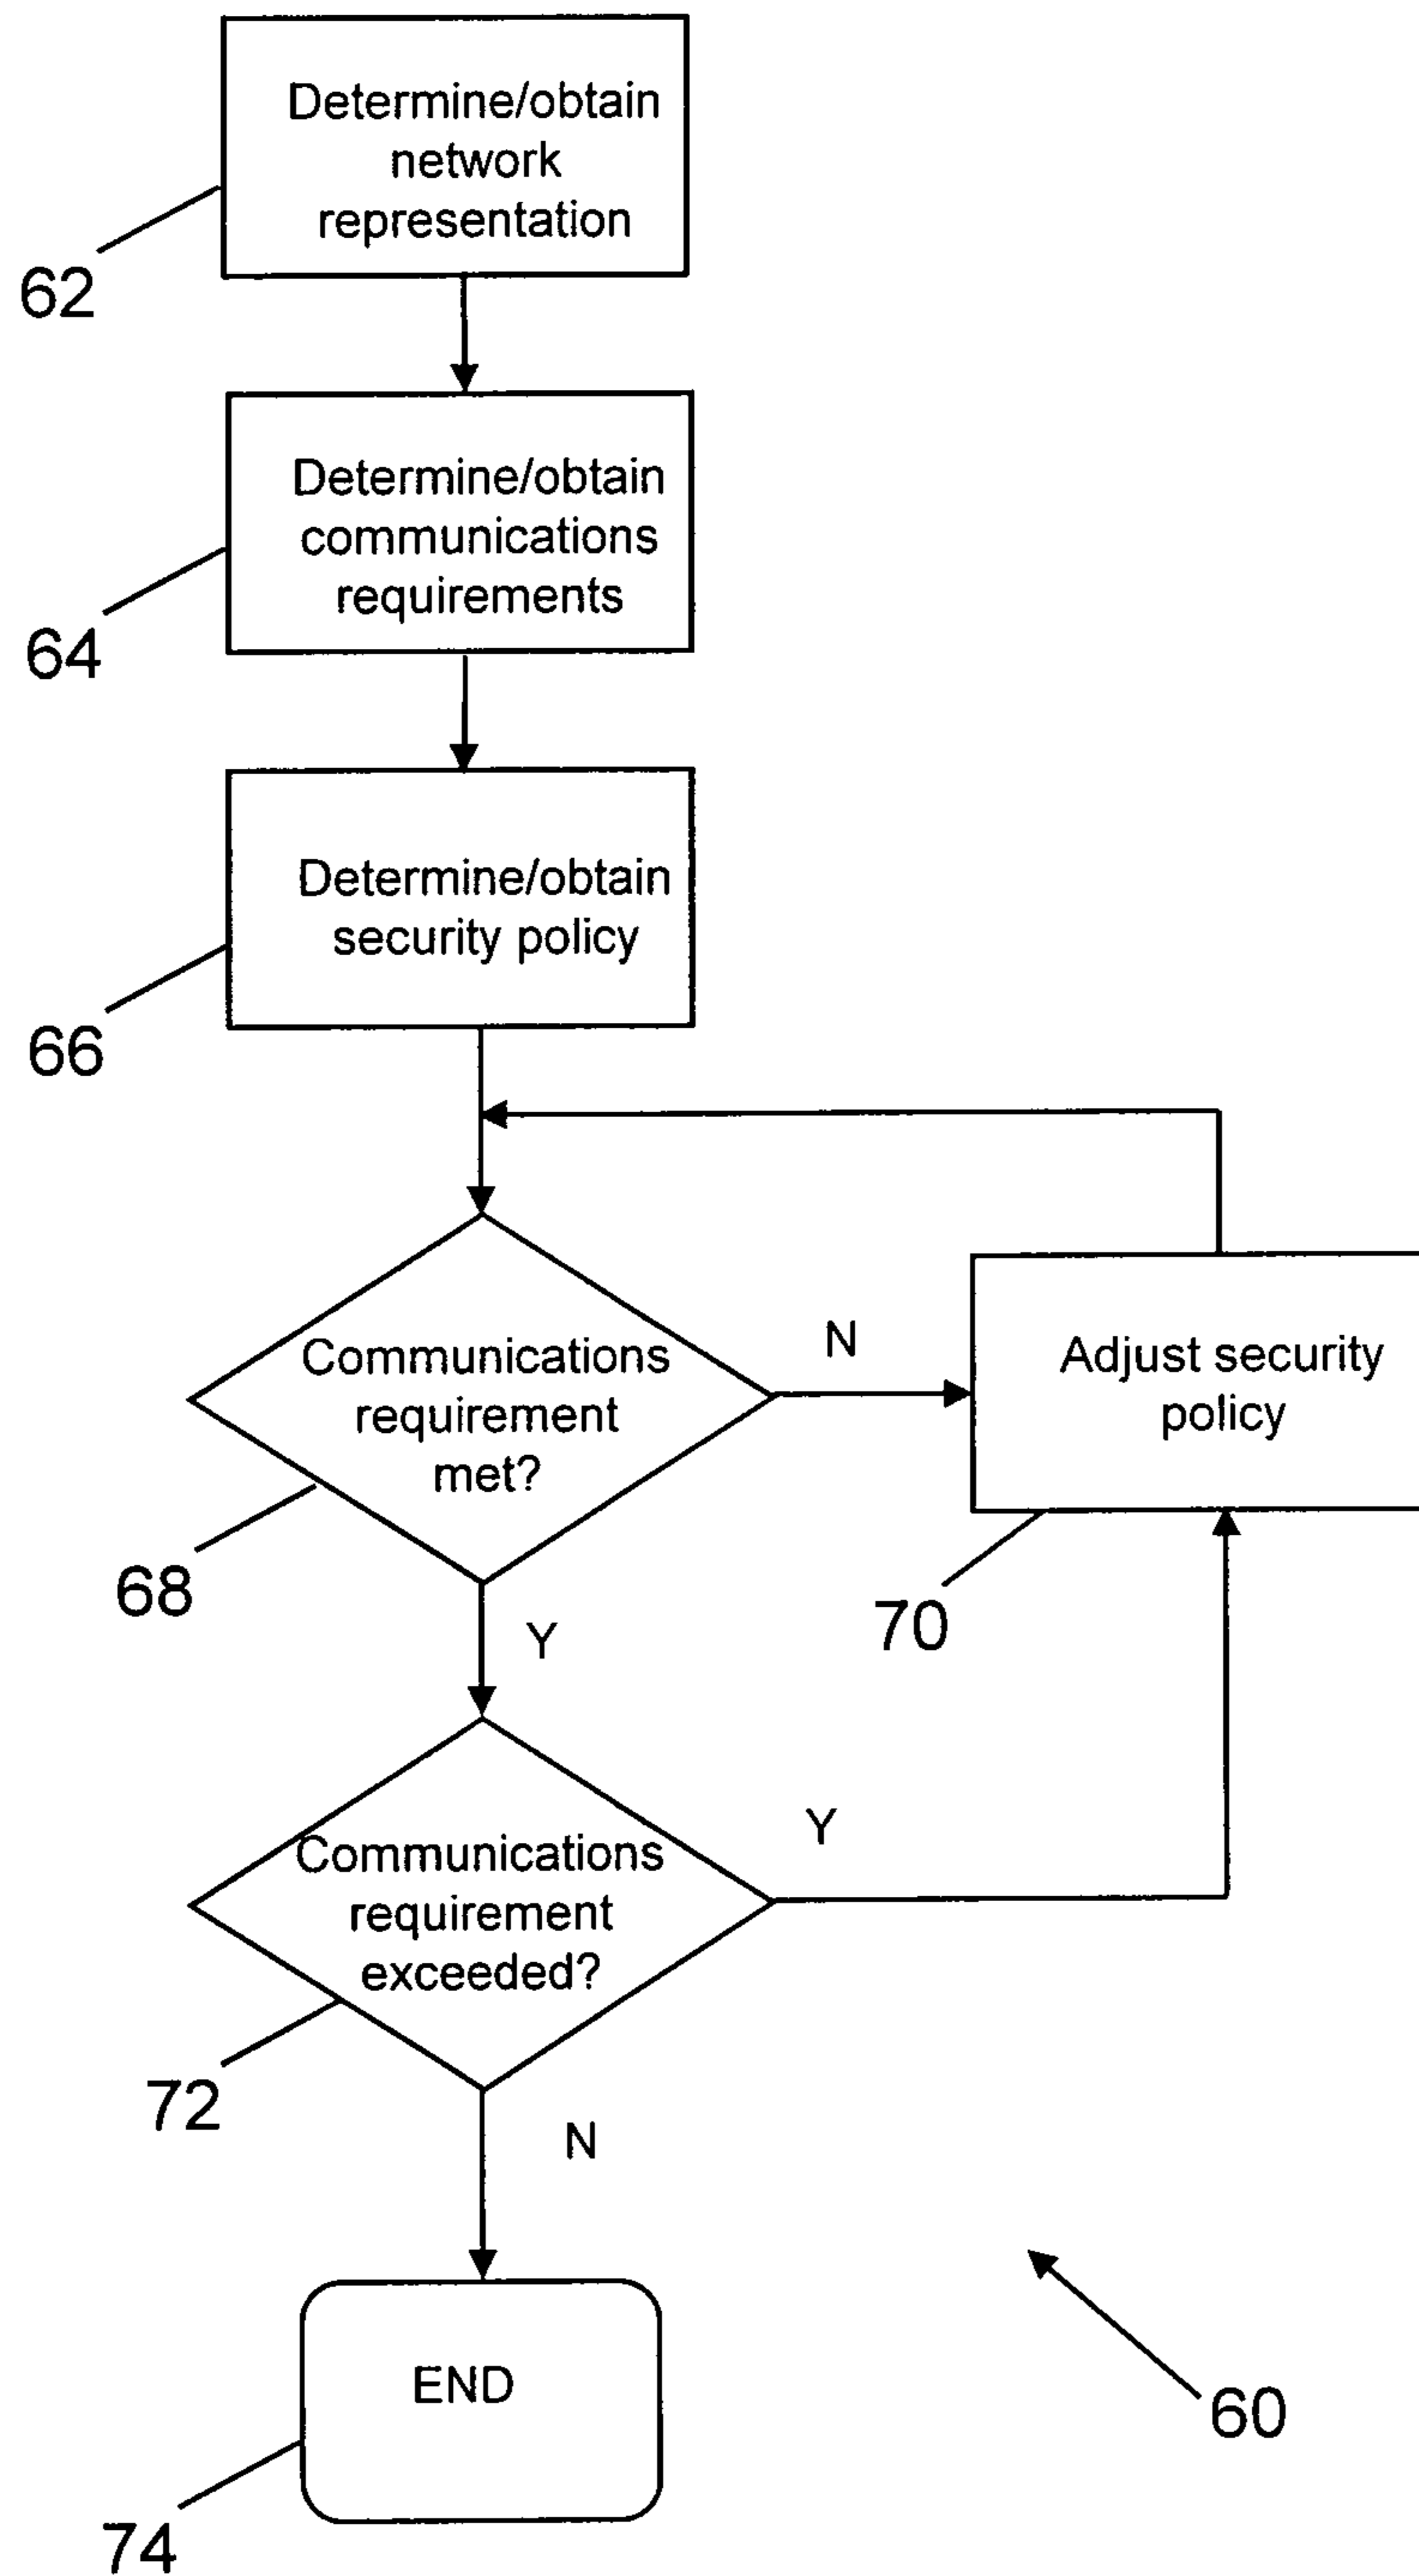 Determine/obtain
network
representation
62
Determine/obtain
communications
requirements
64
Determine/obtain
security policy
66
Communications
requirement
met?
N
Adjust security
policy
68
70
Y
Communications
requirement
exceeded?
Y
72
N
END
60
74